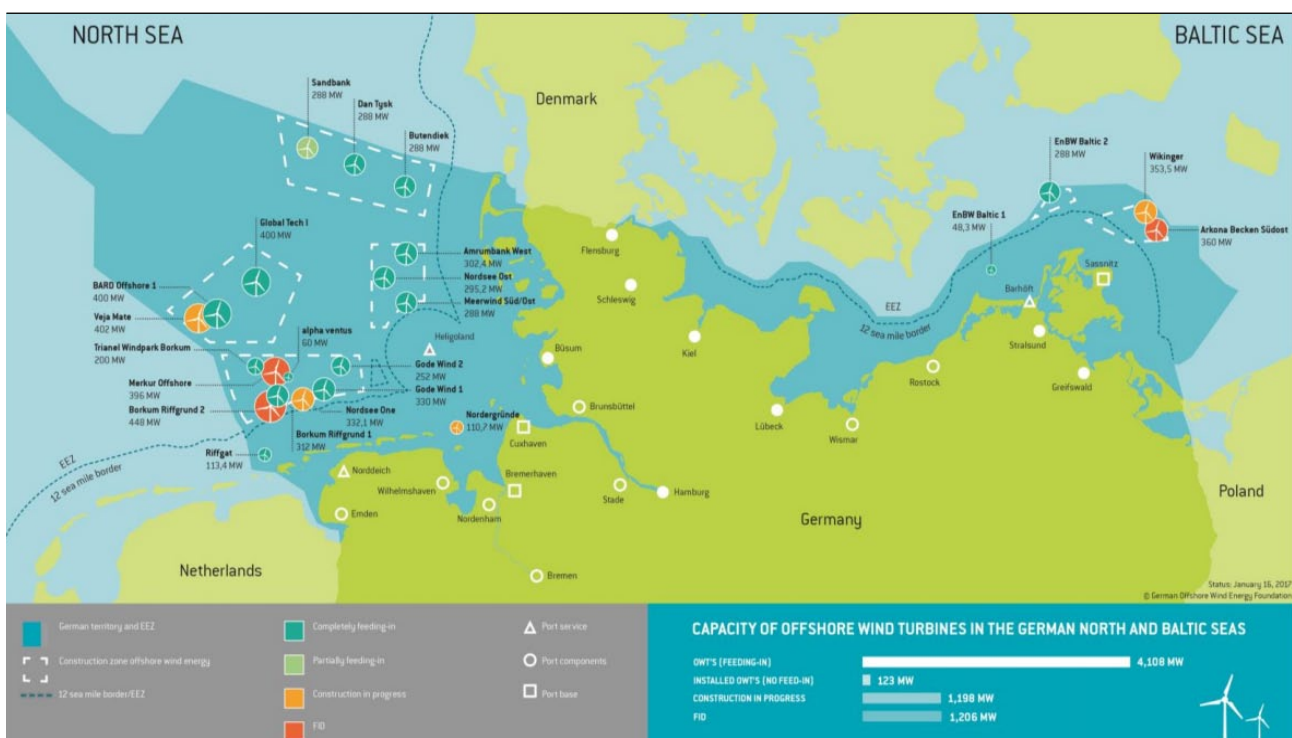 NORTH SEA
BALTIC SEA
Denmark
Sandbank
288 MW
Dan Tysk
288 MW
Butendiek
288 MW
Global Tech I
400 MW
BARD Offshore 1
400 MW
Veja Mate
402 MW
Trianel Windpark Borkum
200 MW
alpha ventus
60 MW
Merkur Offshore
396 MW
Borkum Riffgrund 2
448 MW
Riffgat
113,4 MW
Borkum Riffgrund 1
312 MW
Nordsee One
332,1 MW
Gode Wind 2
252 MW
Gode Wind 1
330 MW
Amrumbank West
302,4 MW
Nordsee Ost
295,2 MW
Meerwind Süd/Ost
288 MW
Nordergründe
110,7 MW
EnBW Baltic 2
288 MW
Wikinger
353,5 MW
EnBW Baltic 1
48,3 MW
Arkona Becken Südost
360 MW
Heligoland
Flensburg
Schleswig
Kiel
Büsum
Brunsbüttel
Cuxhaven
Bremerhaven
Norddeich
Wilhelmshaven
Emden
Nordenham
Stade
Hamburg
Bremen
Lübeck
Wismar
Rostock
Barhöft
Sassnitz
Stralsund
Greifswald
EEZ
12 sea mile border
EEZ
12 sea mile border
Netherlands
Germany
Poland
Status: January 16, 2017
© German Offshore Wind Energy Foundation
German territory and EEZ
Construction zone offshore wind energy
12 sea mile border/EEZ
Completely feeding-in
Partially feeding-in
Construction in progress
FID
Port service
Port components
Port base
CAPACITY OF OFFSHORE WIND TURBINES IN THE GERMAN NORTH AND BALTIC SEAS
OWT'S (FEEDING-IN) 4,108 MW
INSTALLED OWT'S (NO FEED-IN) 123 MW
CONSTRUCTION IN PROGRESS 1,198 MW
FID 1,206 MW